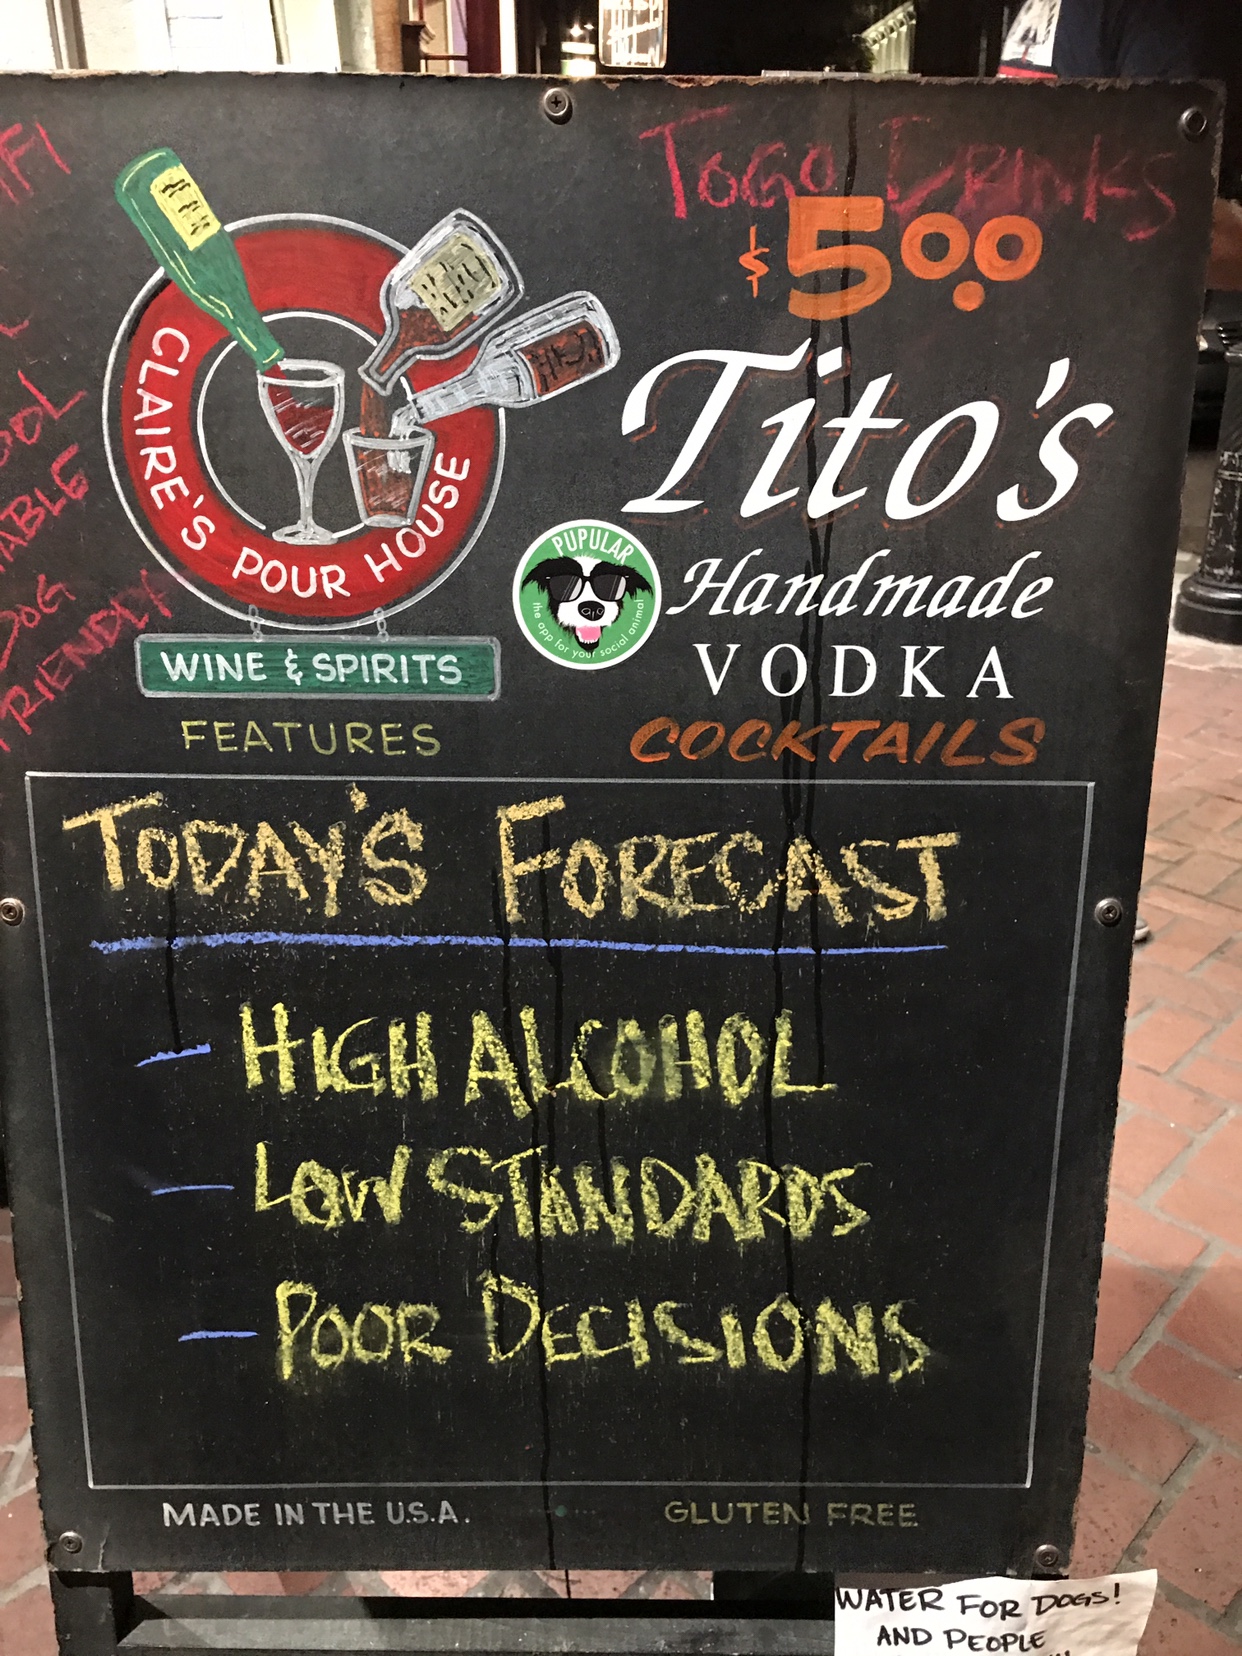 TOGO DRINKS
$5.00
Tito's
Handmade
VODKA
COCKTAILS
CLAIRE'S POUR HOUSE
WINE & SPIRITS
FEATURES
PUPULAR
the app for your social animal
DOG
FRIENDLY
TODAY'S FORECAST
- HIGH ALCOHOL
- LOW STANDARDS
- POOR DECISIONS
MADE IN THE U.S.A.
GLUTEN FREE
WATER FOR DOGS!
AND PEOPLE